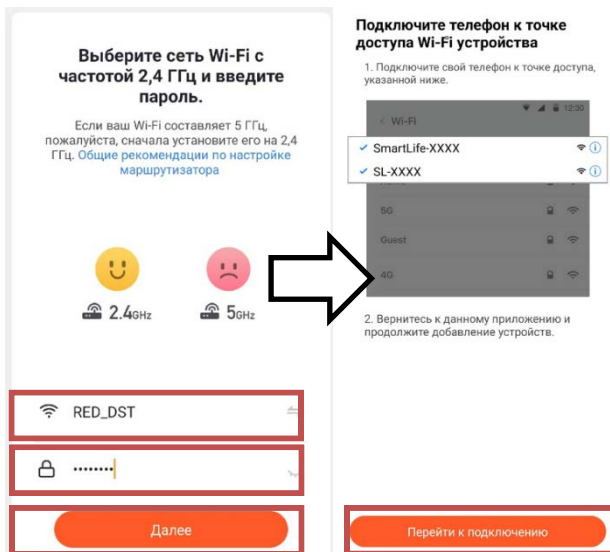 Выберите сеть Wi-Fi с
частотой 2,4 ГГц и введите
пароль.
Если ваш Wi-Fi составляет 5 ГГц,
пожалуйста, сначала установите его на 2,4
ГГц. Общие рекомендации по настройке
маршрутизатора
2.4GHz
5GHz
RED_DST
••••••••
Далее
Подключите телефон к точке
доступа Wi-Fi устройства
1. Подключите свой телефон к точке доступа,
указанной ниже.
12:30
Wi-Fi
SmartLife-XXXX
SL-XXXX
5G
Guest
4G
2. Вернитесь к данному приложению и
продолжите добавление устройств.
Перейти к подключению